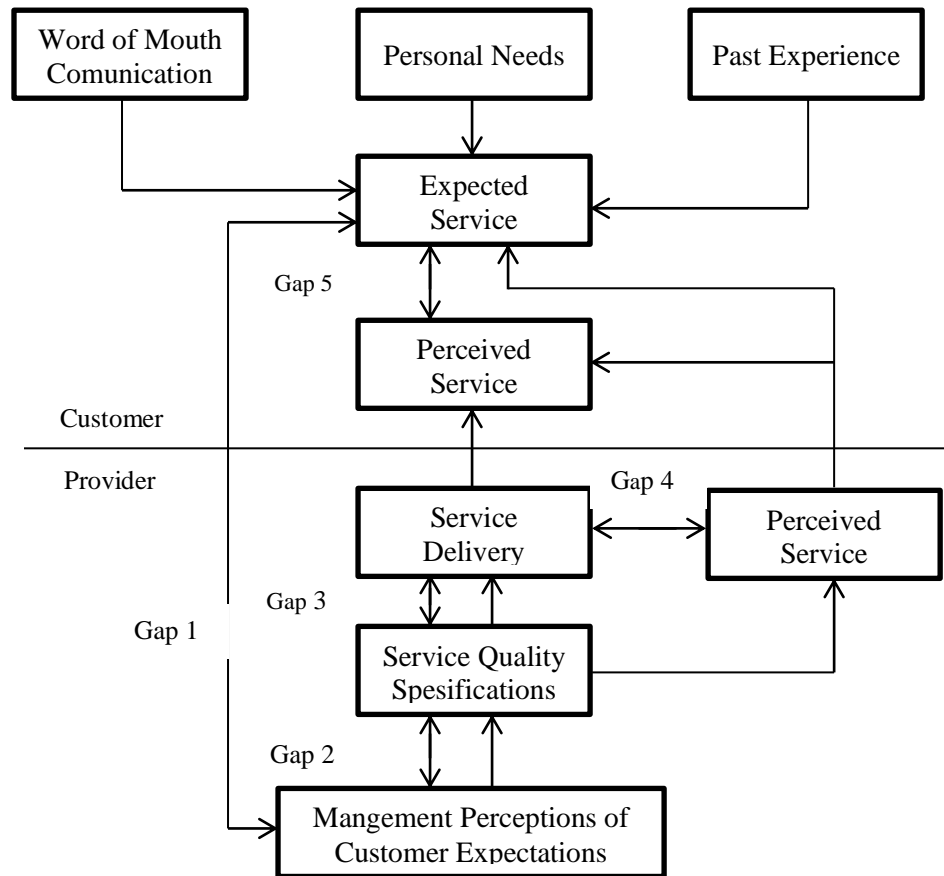 Word of Mouth
Comunication
Personal Needs
Past Experience
Expected
Service
Gap 5
Perceived
Service
Customer
Provider
Gap 4
Service
Delivery
Perceived
Service
Gap 3
Gap 1
Service Quality
Spesifications
Gap 2
Mangement Perceptions of
Customer Expectations